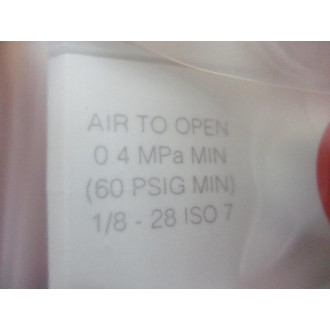 AIR TO OPEN
0.4 MPa MIN
(60 PSIG MIN)
1/8 - 28 ISO 7